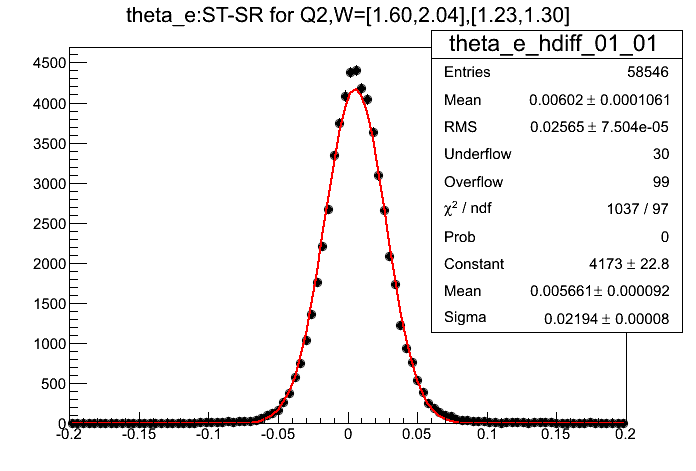 theta_e:ST-SR for Q2,W=[1.60,2.04],[1.23,1.30]
theta_e_hdiff_01_01
Entries 58546
Mean 0.00602 ± 0.0001061
RMS 0.02565 ± 7.504e-05
Underflow 30
Overflow 99
χ² / ndf 1037 / 97
Prob 0
Constant 4173 ± 22.8
Mean 0.005661 ± 0.000092
Sigma 0.02194 ± 0.00008
4500
4000
3500
3000
2500
2000
1500
1000
500
0
-0.2 -0.15 -0.1 -0.05 0 0.05 0.1 0.15 0.2